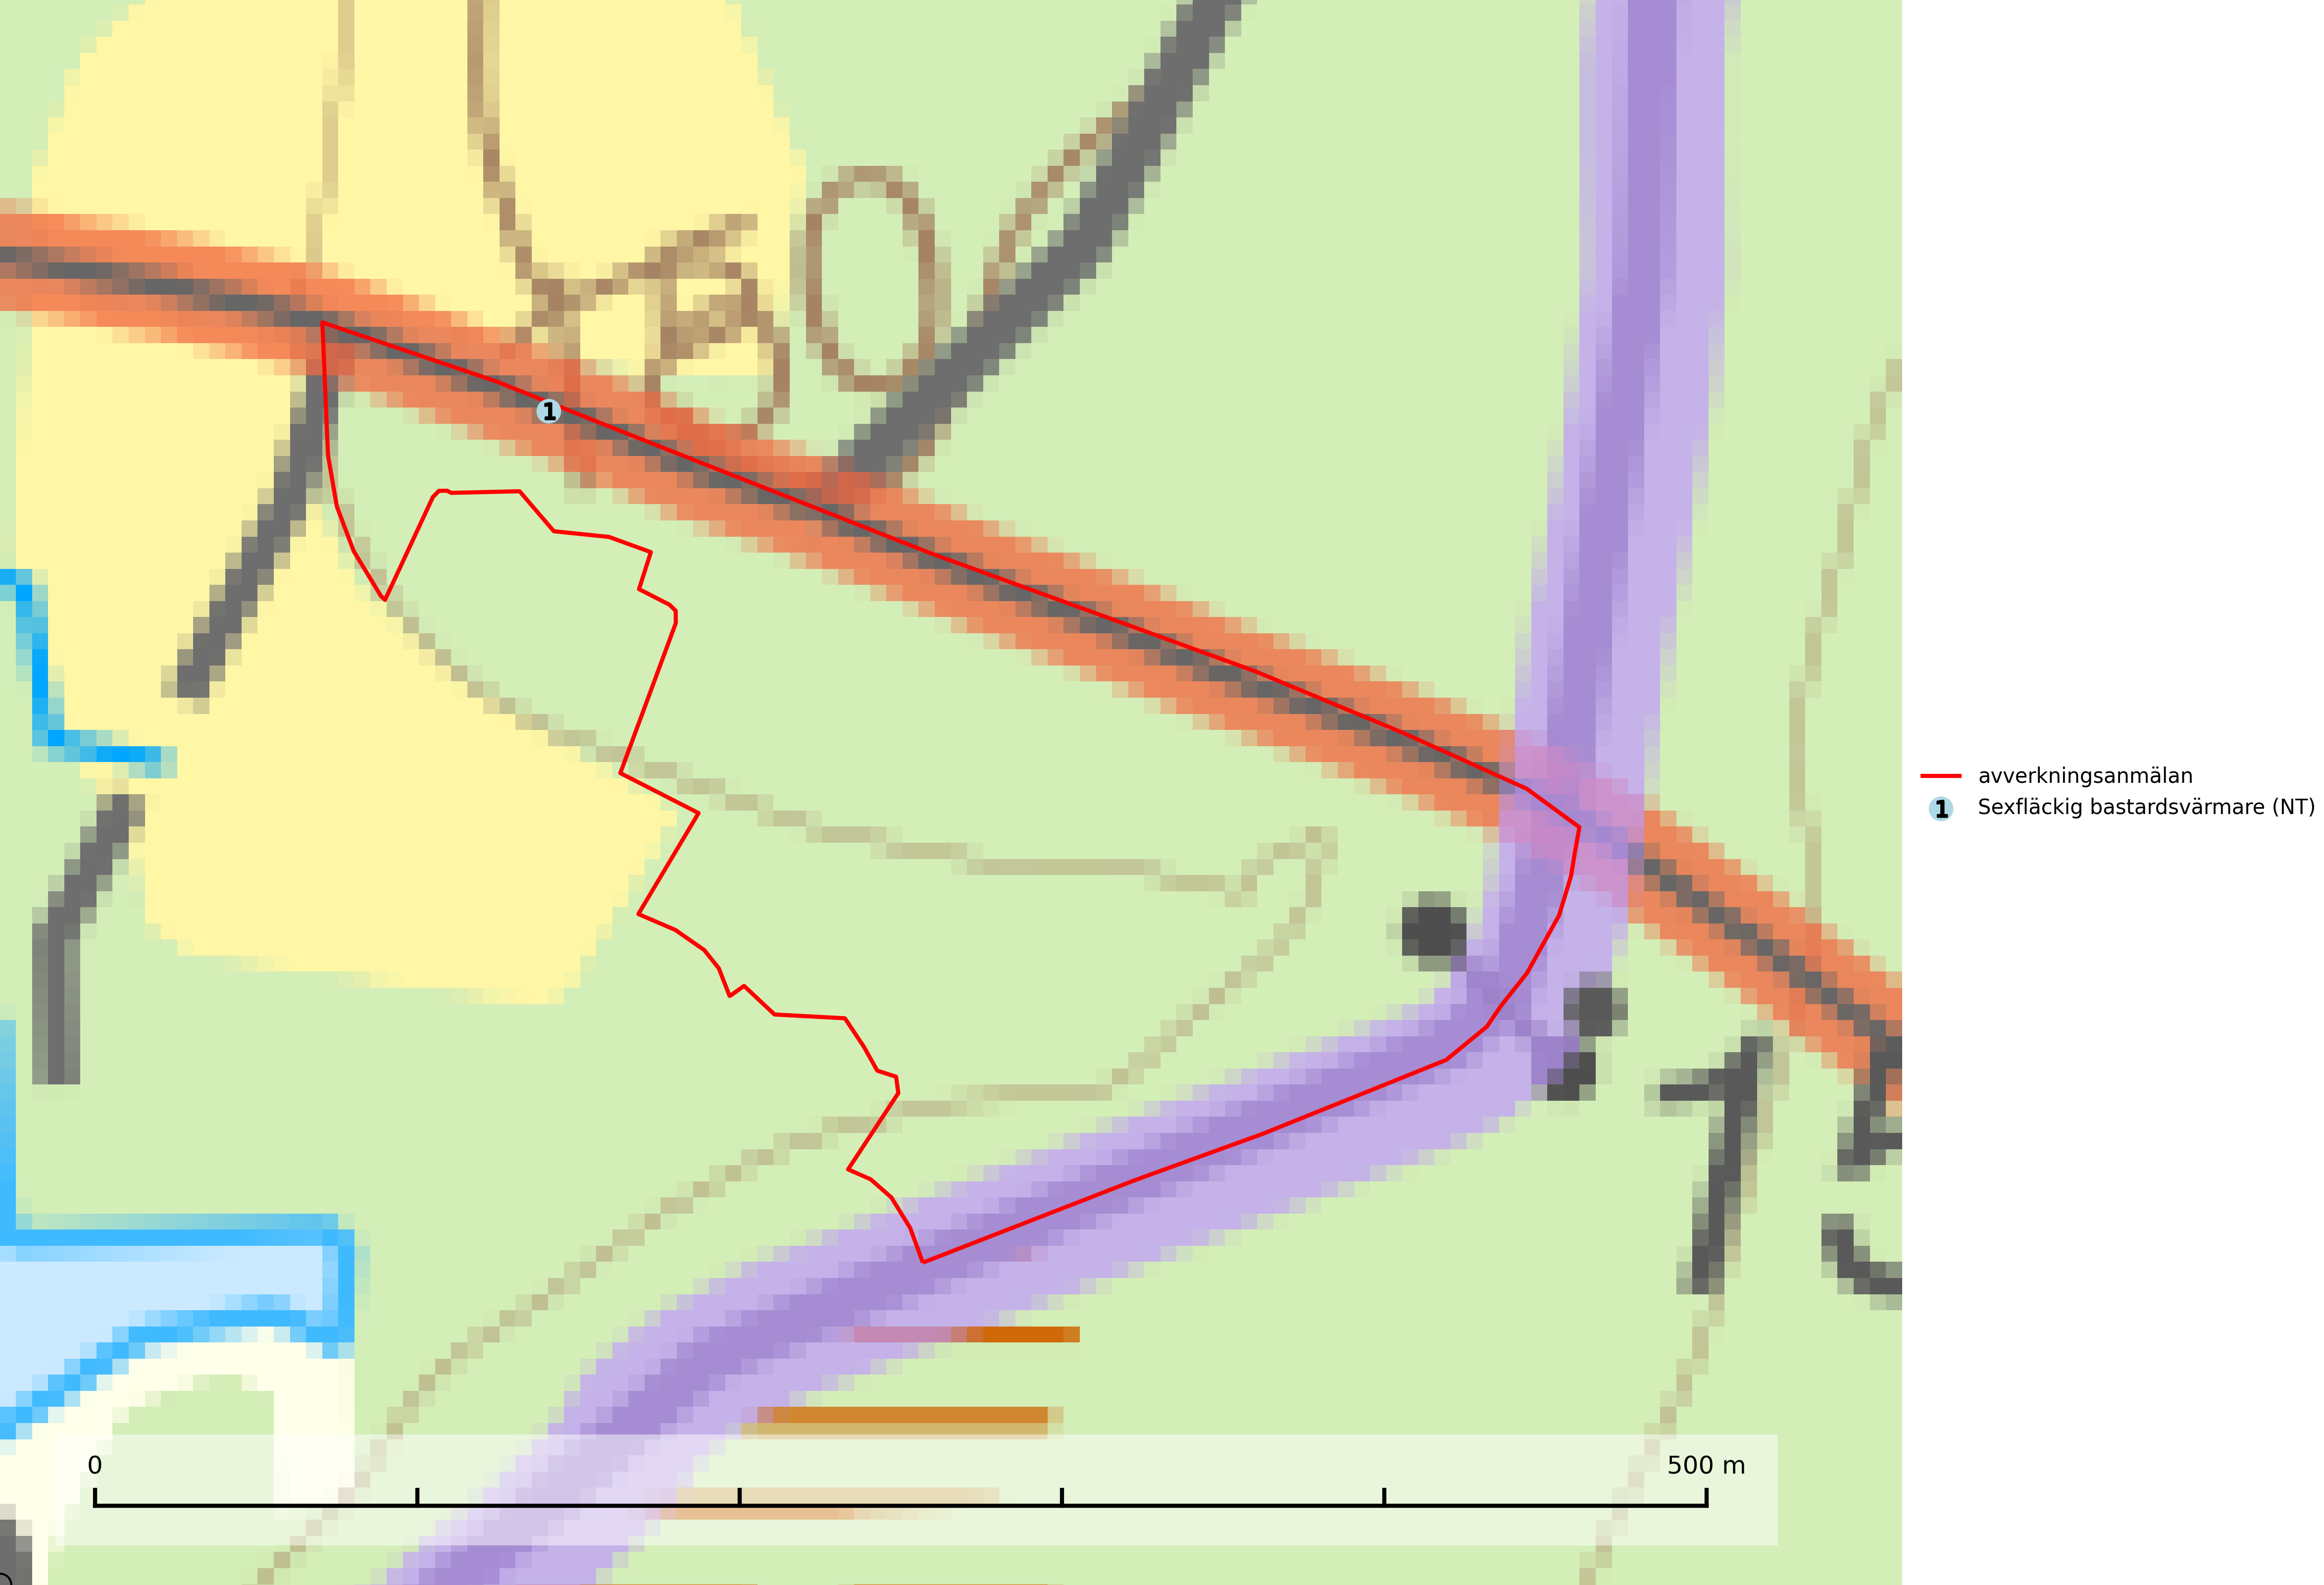 1
avverkningsanmälan
1 Sexfläckig bastardsvärmare (NT)
0 500 m